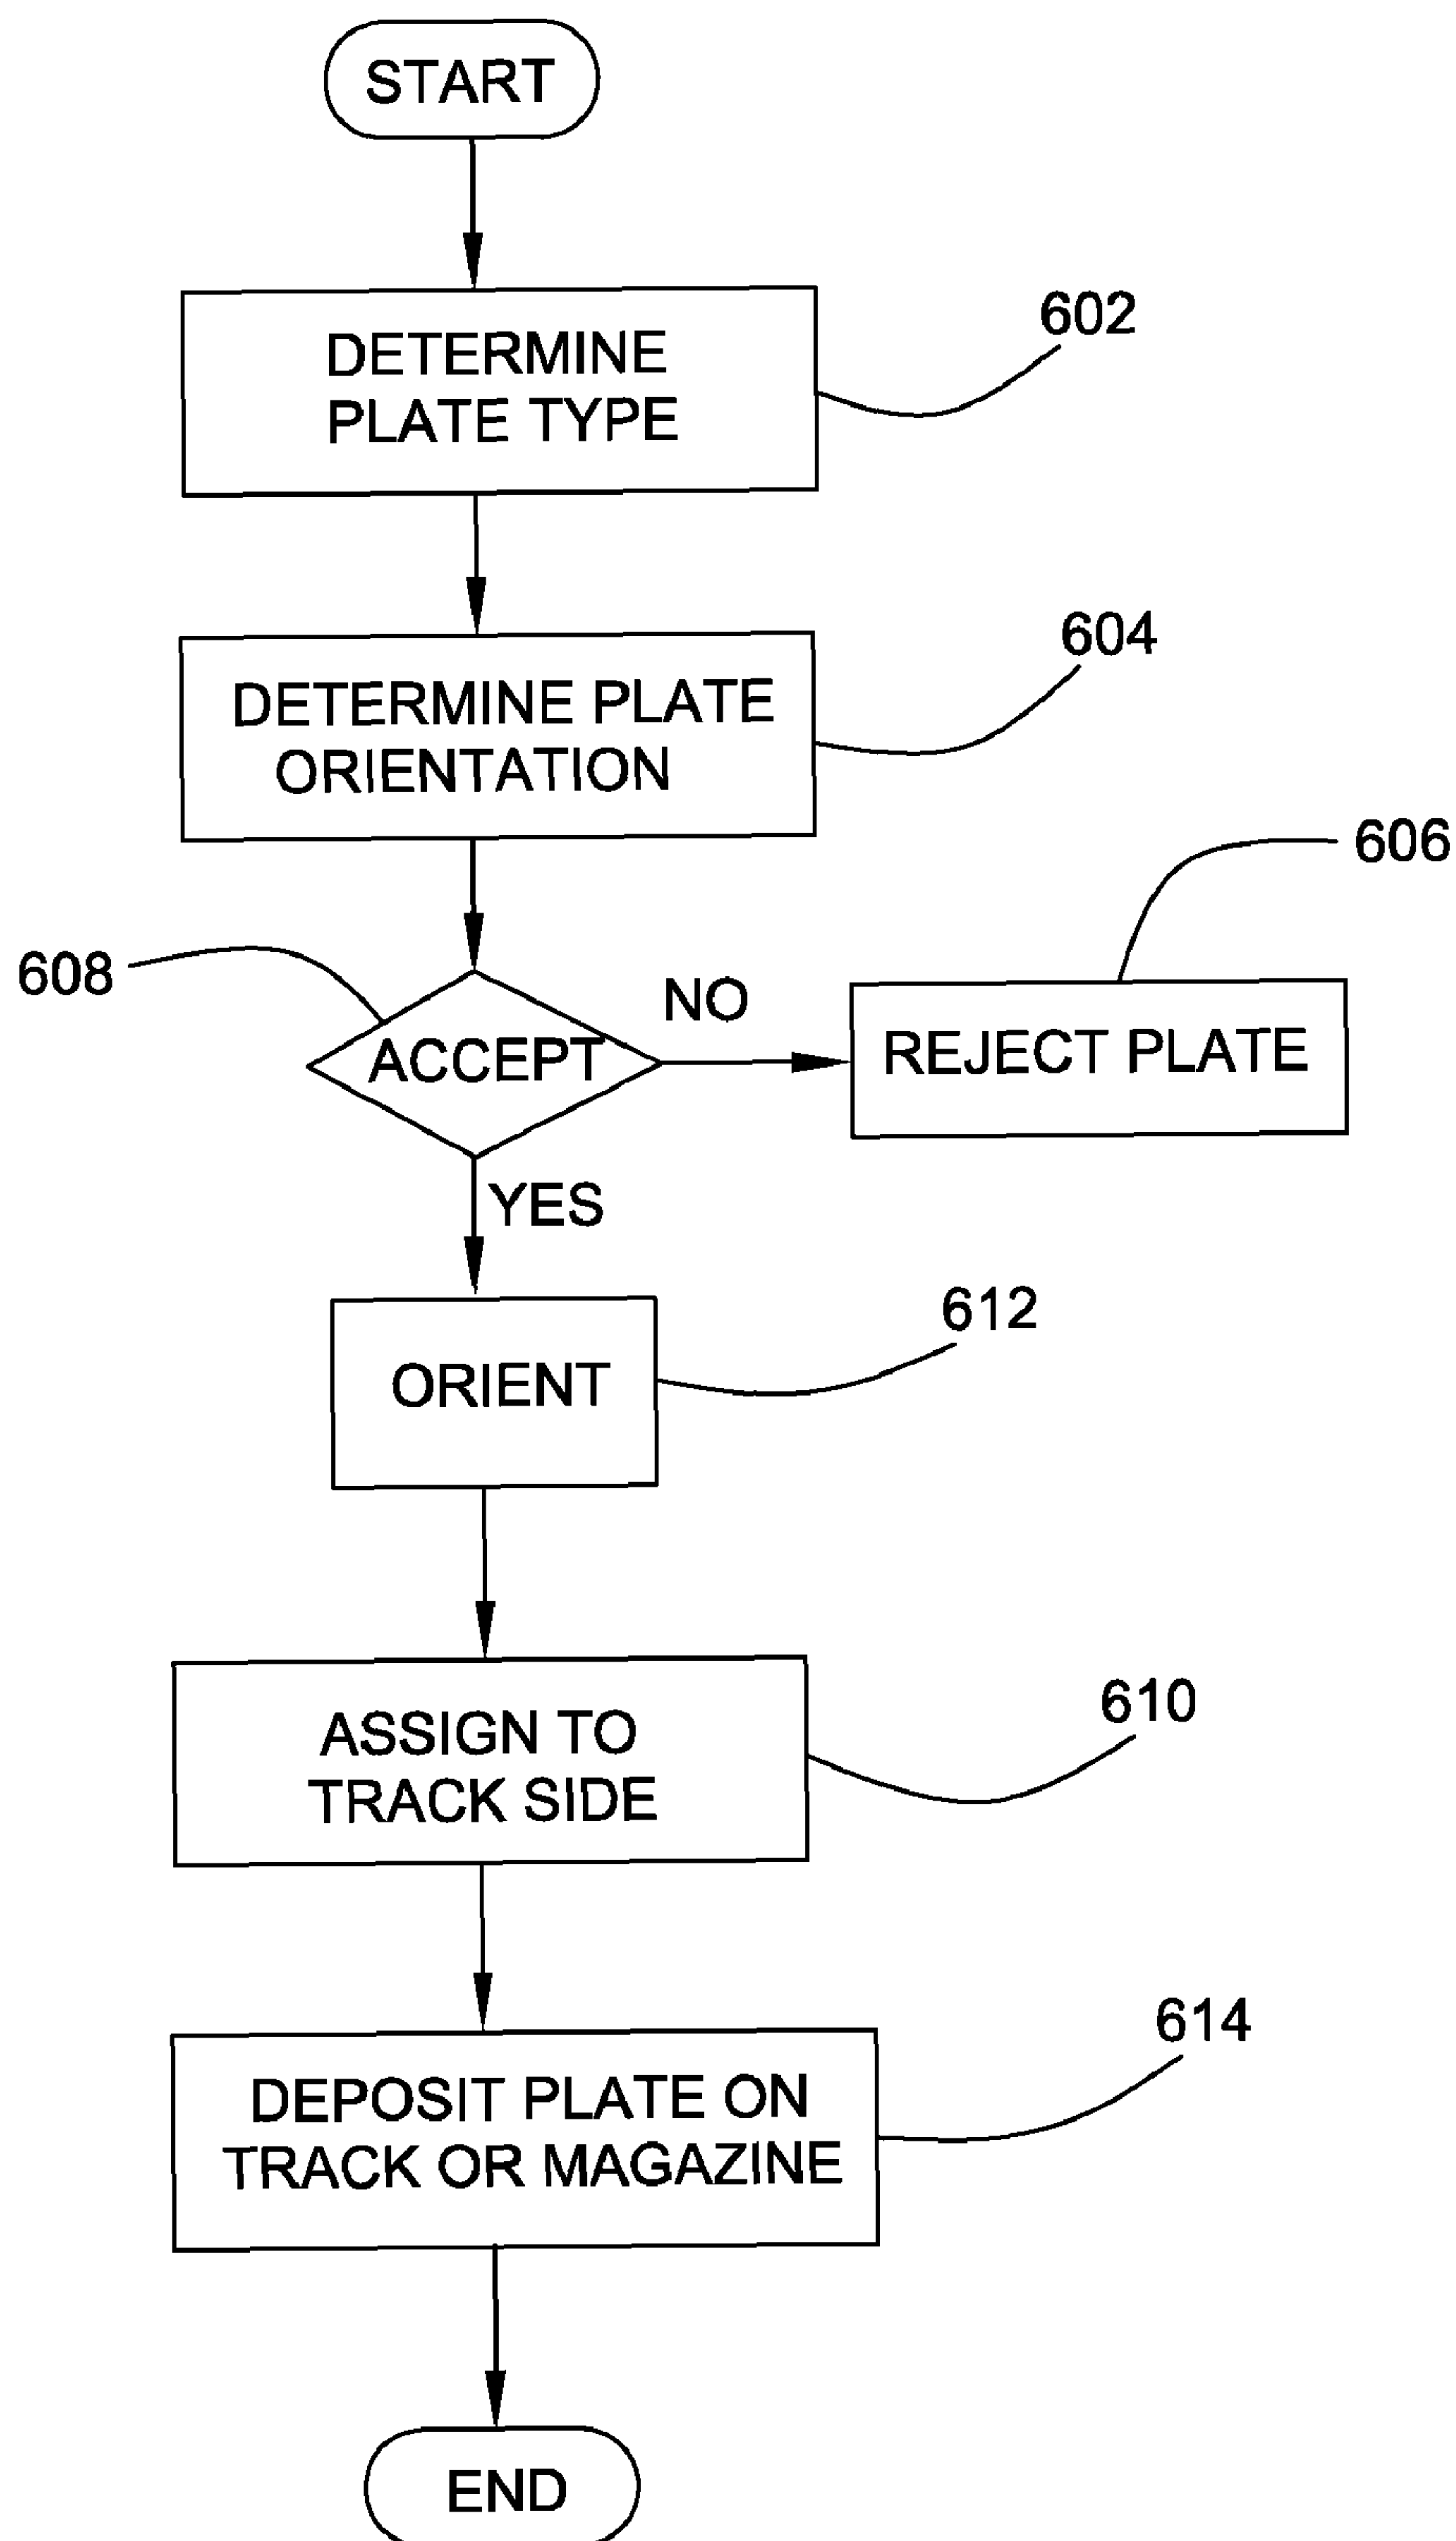 START
DETERMINE
PLATE TYPE
602
DETERMINE PLATE
ORIENTATION
604
606
608
ACCEPT
NO
REJECT PLATE
YES
ORIENT
612
ASSIGN TO
TRACK SIDE
610
DEPOSIT PLATE ON
TRACK OR MAGAZINE
614
END